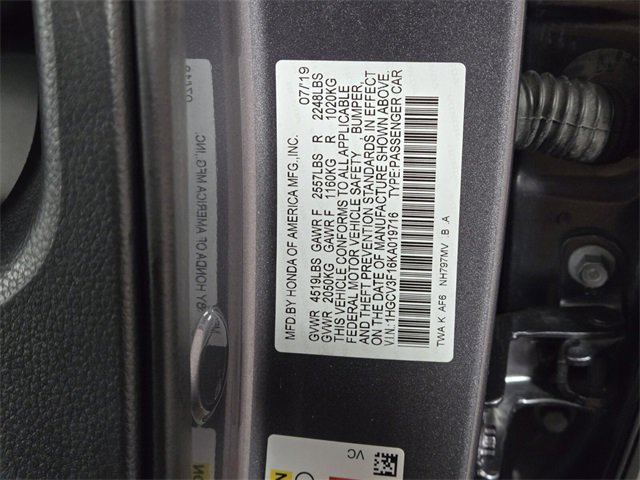 MFD.BY HONDA OF AMERICA MFG.,INC. 07/'19
GVWR 4519LBS GAWR F 2557LBS R 2248LBS
GVWR 2050KG GAWR F 1160KG R 1020KG
THIS VEHICLE CONFORMS TO ALL APPLICABLE
FEDERAL MOTOR VEHICLE SAFETY , BUMPER,
AND THEFT PREVENTION STANDARDS IN EFFECT
ON THE DATE OF MANUFACTURE SHOWN ABOVE.
V.I.N.:1HGCV3F16KA019716 TYPE:PASSENGER CAR
TWA K AF6 NH797MV B A
VC